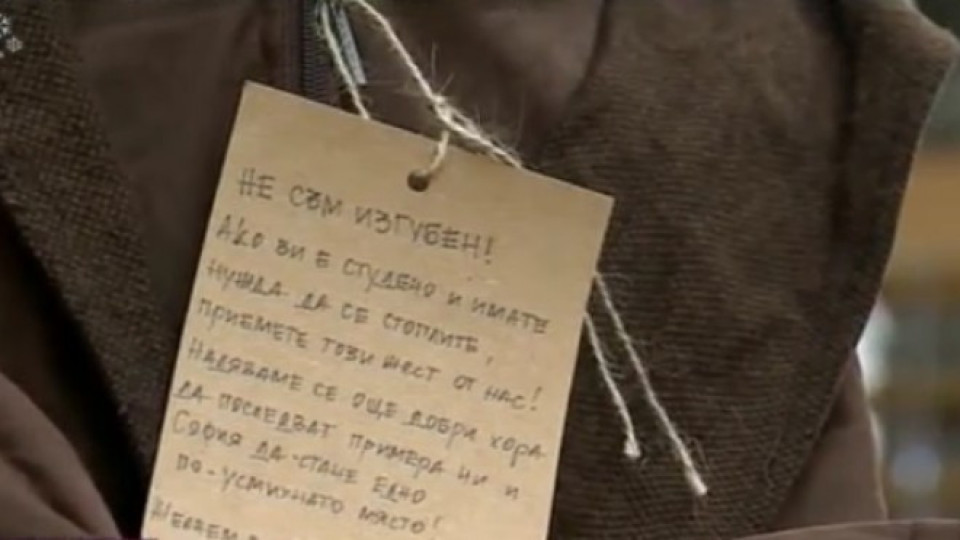 НЕ СЪМ ИЗГУБЕН!
АКО ВИ Е СТУДЕНО И ИМАТЕ
НУЖДА ДА СЕ СТОПЛИТЕ,
ПРИЕМЕТЕ ТОЗИ ЖЕСТ ОТ НАС!
НАДЯВАМЕ СЕ ОЩЕ ДОБРИ ХОРА
ДА ПОСЛЕДВАТ ПРИМЕРА НИ И
СОФИЯ ДА СТАНЕ ЕДНО
ПО-УСМИХНАТО МЯСТО!